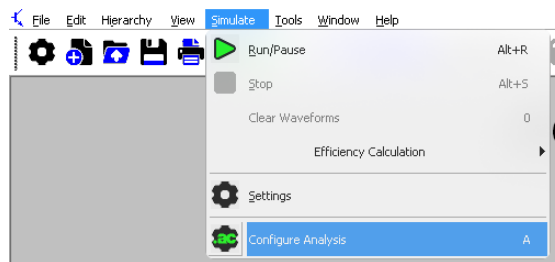 File Edit Hierarchy View Simulate Tools Window Help
Run/Pause Alt+R
Stop Alt+S
Clear Waveforms 0
Efficiency Calculation
Settings
.ac Configure Analysis A